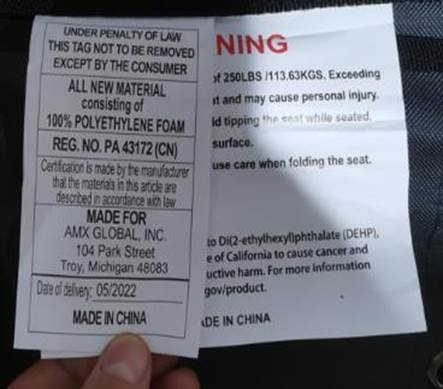 UNDER PENALTY OF LAW
THIS TAG NOT TO BE REMOVED
EXCEPT BY THE CONSUMER
ALL NEW MATERIAL
consisting of
100% POLYETHYLENE FOAM
REG. NO. PA 43172 (CN)
Certification is made by the manufacturer
that the materials in this article are
described in accordance with law
MADE FOR
AMX GLOBAL, INC.
104 Park Street
Troy, Michigan 48083
Date of delivery: 05/2022
MADE IN CHINA
NING
of 250LBS /113.63KGS. Exceeding
and may cause personal injury.
tipping the seat while seated.
surface.
use care when folding the seat.
to Di(2-ethylhexyl)phthalate (DEHP),
e of California to cause cancer and
uctive harm. For more information
gov/product.
ADE IN CHINA